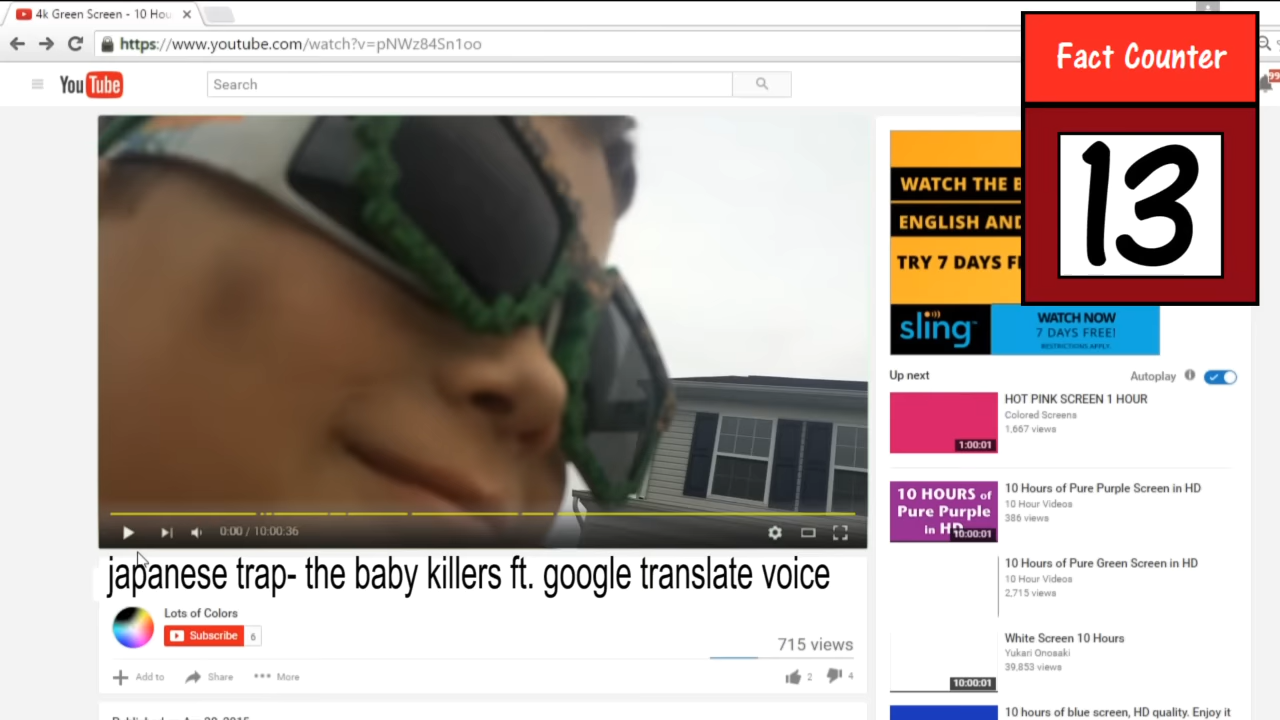 4k Green Screen - 10 Hou
https://www.youtube.com/watch?v=pNWz84Sn1oo
YouTube
Search
Fact Counter
13
99
WATCH THE B
ENGLISH AND
TRY 7 DAYS F
sling
WATCH NOW
7 DAYS FREE!
RESTRICTIONS APPLY.
0:00 / 10:00:36
japanese trap- the baby killers ft. google translate voice
Lots of Colors
Subscribe 6
715 views
Add to Share More
2 4
Up next Autoplay
HOT PINK SCREEN 1 HOUR
Colored Screens
1,667 views
1:00:01
10 HOURS of
Pure Purple
in HD
10:00:01
10 Hours of Pure Purple Screen in HD
10 Hour Videos
386 views
10 Hours of Pure Green Screen in HD
10 Hour Videos
2,715 views
White Screen 10 Hours
Yukari Onosaki
39,853 views
10:00:01
10 hours of blue screen, HD quality. Enjoy it